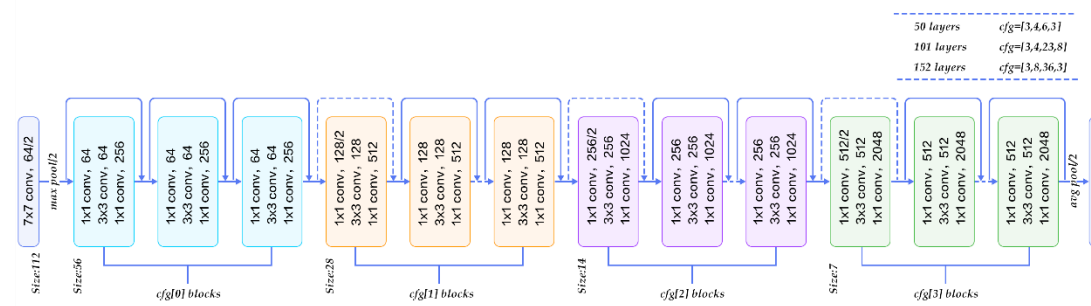 50 layers cfg=[3,4,6,3]
101 layers cfg=[3,4,23,8]
152 layers cfg=[3,8,36,3]
7x7 conv, 64/2
max pool/2
1x1 conv, 64
3x3 conv, 64
1x1 conv, 256
1x1 conv, 64
3x3 conv, 64
1x1 conv, 256
1x1 conv, 64
3x3 conv, 64
1x1 conv, 256
1x1 conv, 128/2
3x3 conv, 128
1x1 conv, 512
1x1 conv, 128
3x3 conv, 128
1x1 conv, 512
1x1 conv, 128
3x3 conv, 128
1x1 conv, 512
1x1 conv, 256/2
3x3 conv, 256
1x1 conv, 1024
1x1 conv, 256
3x3 conv, 256
1x1 conv, 1024
1x1 conv, 256
3x3 conv, 256
1x1 conv, 1024
1x1 conv, 512/2
3x3 conv, 512
1x1 conv, 2048
1x1 conv, 512
3x3 conv, 512
1x1 conv, 2048
1x1 conv, 512
3x3 conv, 512
1x1 conv, 2048
avg pool/2
Size:112
Size:56
cfg[0] blocks
Size:28
cfg[1] blocks
Size:14
cfg[2] blocks
Size:7
cfg[3] blocks